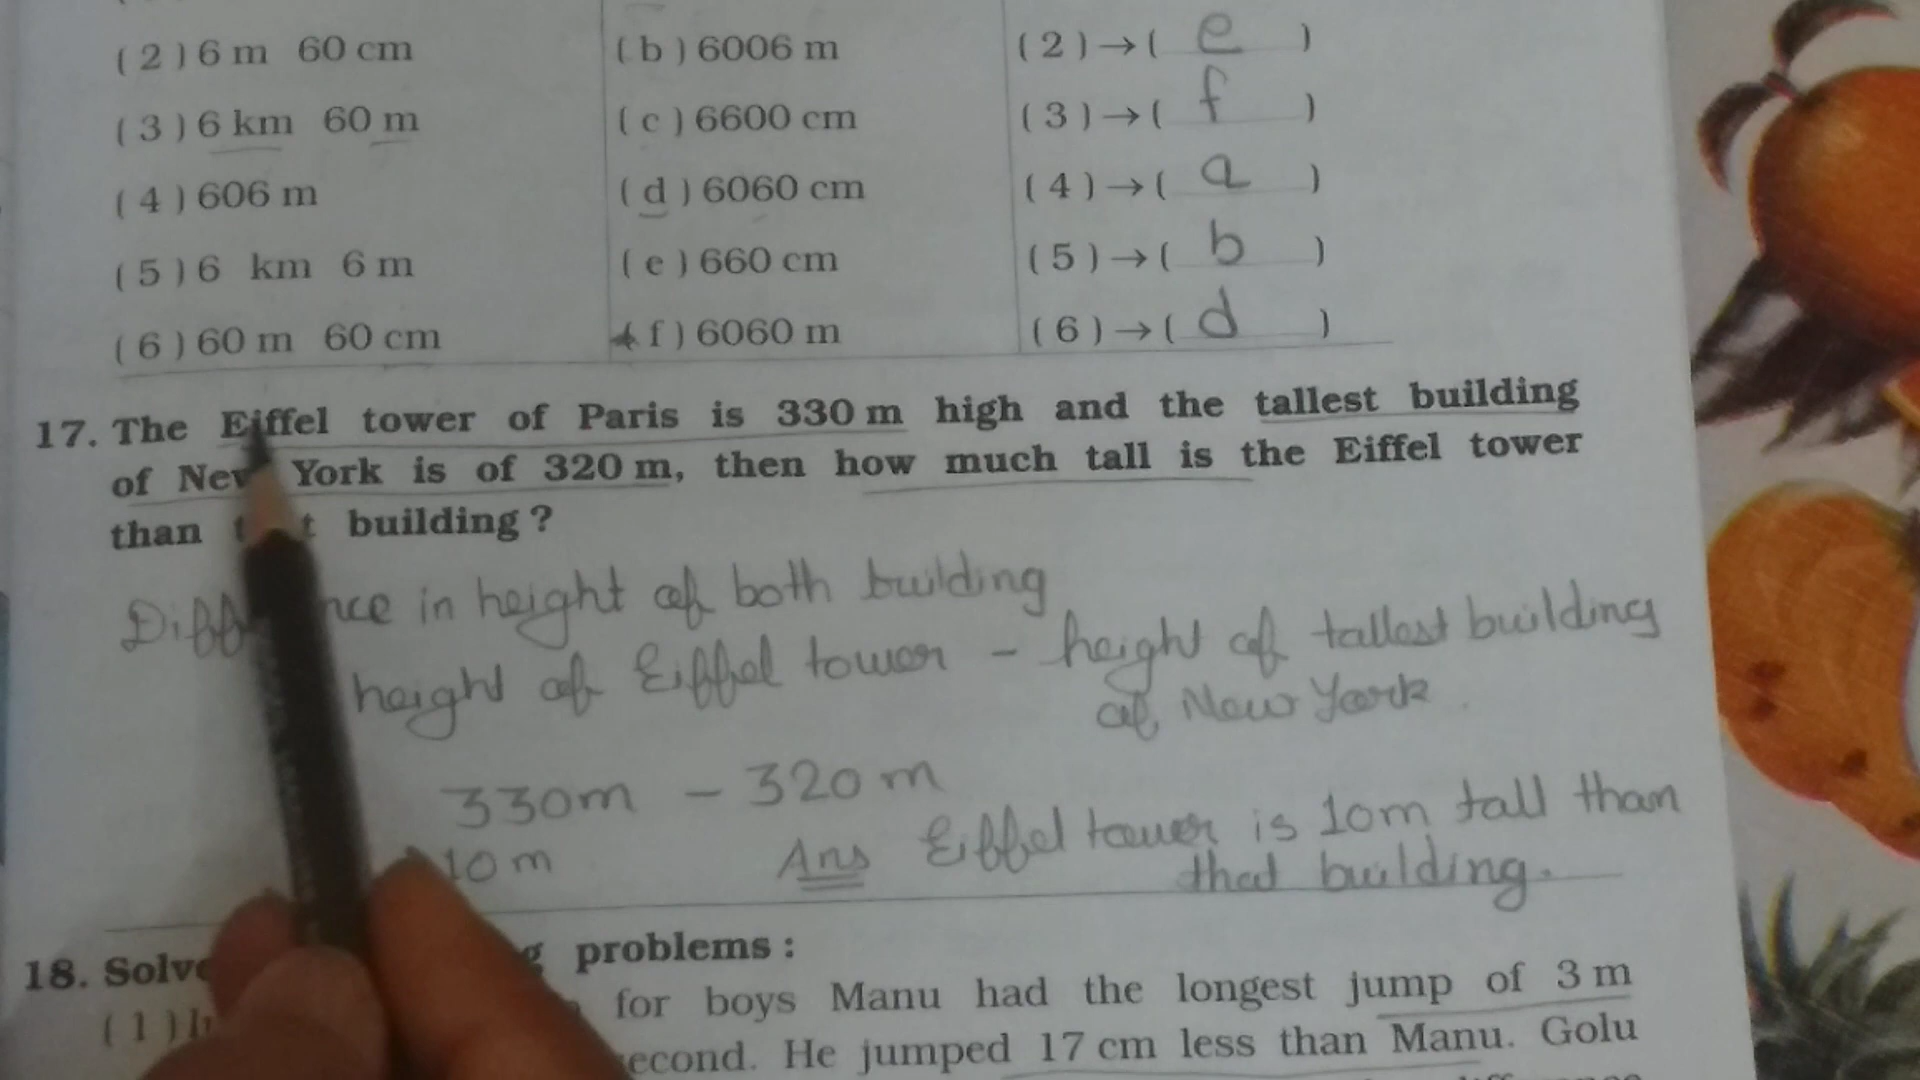 ( 2 ) 6 m 60 cm ( b ) 6006 m ( 2 ) → ( e )
( 3 ) 6 km 60 m ( c ) 6600 cm ( 3 ) → ( f )
( 4 ) 606 m ( d ) 6060 cm ( 4 ) → ( a )
( 5 ) 6 km 6 m ( e ) 660 cm ( 5 ) → ( b )
( 6 ) 60 m 60 cm ( f ) 6060 m ( 6 ) → ( d )
17. The Eiffel tower of Paris is 330 m high and the tallest building
of New York is of 320 m, then how much tall is the Eiffel tower
than building ?
in height of both building
height of Eiffel tower - height of tallest building
of New York.
330m - 320 m
10 m Ans Eiffel tower is 10m tall than
that building.
18. problems :
( 1 ) for boys Manu had the longest jump of 3 m
He jumped 17 cm less than Manu. Golu